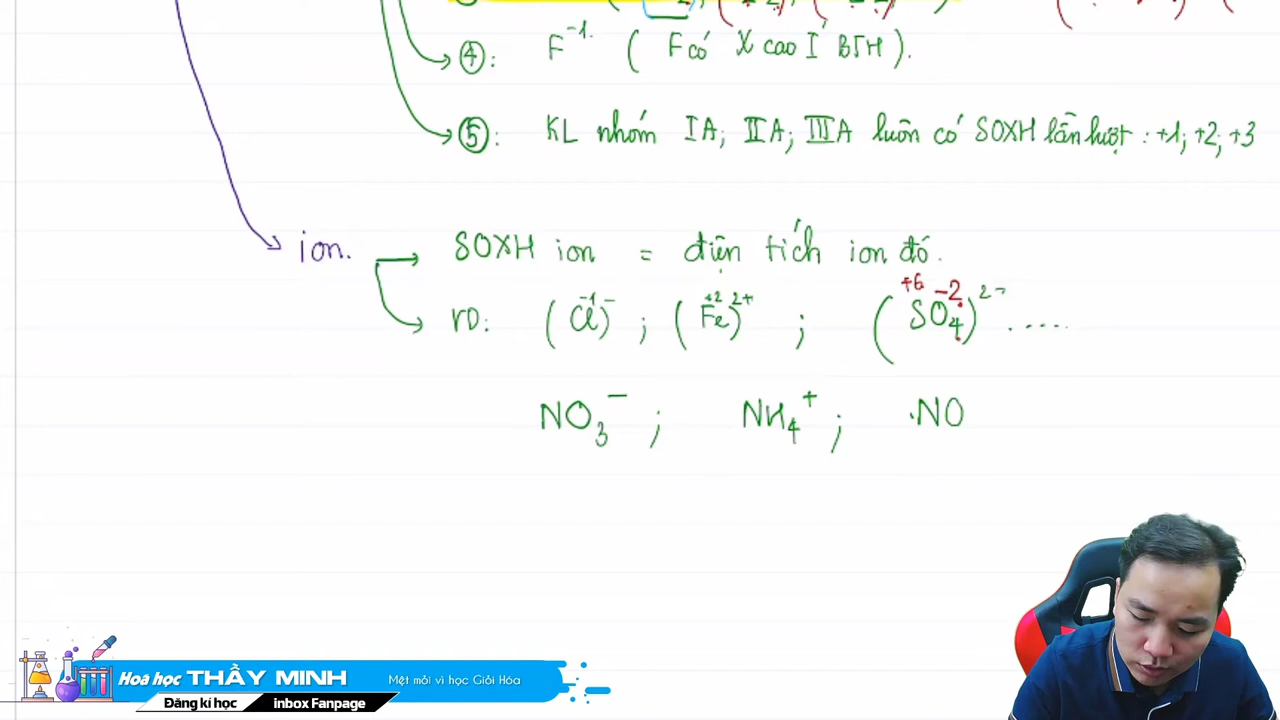 ④: F⁻¹ ( F có X cao I BTH ).
⑤: KL nhóm IA; IIA; IIIA luôn có SOXH lần lượt: +1; +2; +3
ion. SOXH ion = điện tích ion đó.
VD: (Cl)⁻ -1 ; (Fe)²⁺ +2 ; (SO₄)²⁻ +6 -2 .....
NO₃⁻ ; NH₄⁺ ; .NO
Hoá học THẦY MINH Mệt mỏi vì học Giỏi Hóa
Đăng kí học inbox Fanpage